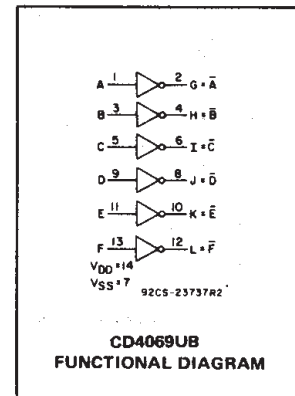 A 1 2 G = A̅
B 3 4 H = B̅
C 5 6 I = C̅
D 9 8 J = D̅
E 11 10 K = E̅
F 13 12 L = F̅
VDD = 14
VSS = 7
92CS-23737R2
CD4069UB
FUNCTIONAL DIAGRAM